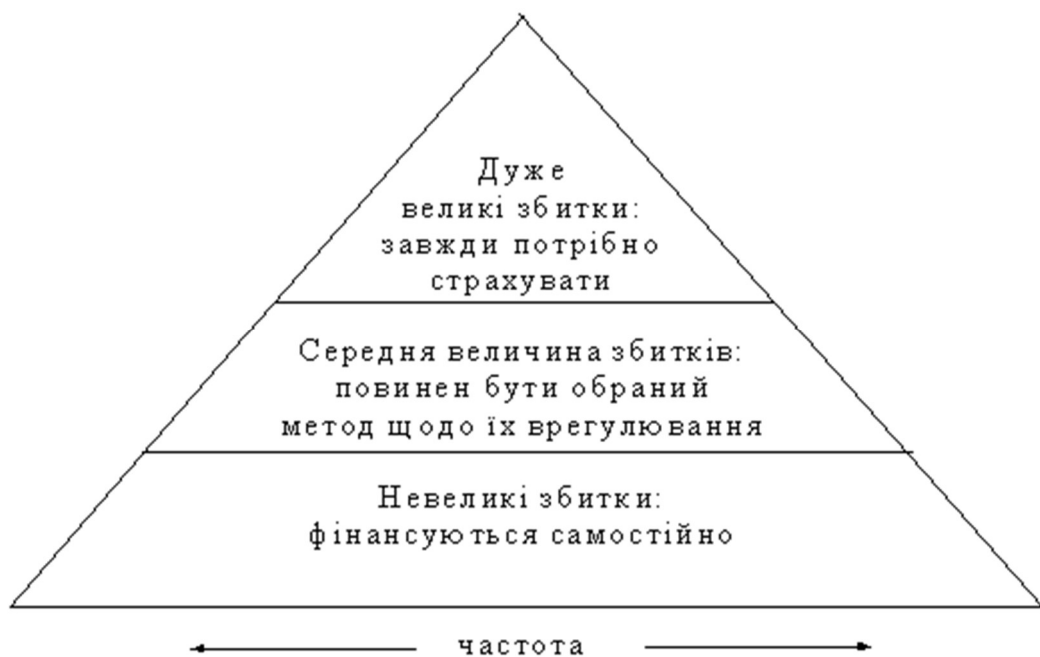 Дуже
великі збитки:
завжди потрібно
страхувати
Середня величина збитків:
повинен бути обраний
метод щодо їх врегулювання
Невеликі збитки:
фінансуються самостійно
частота